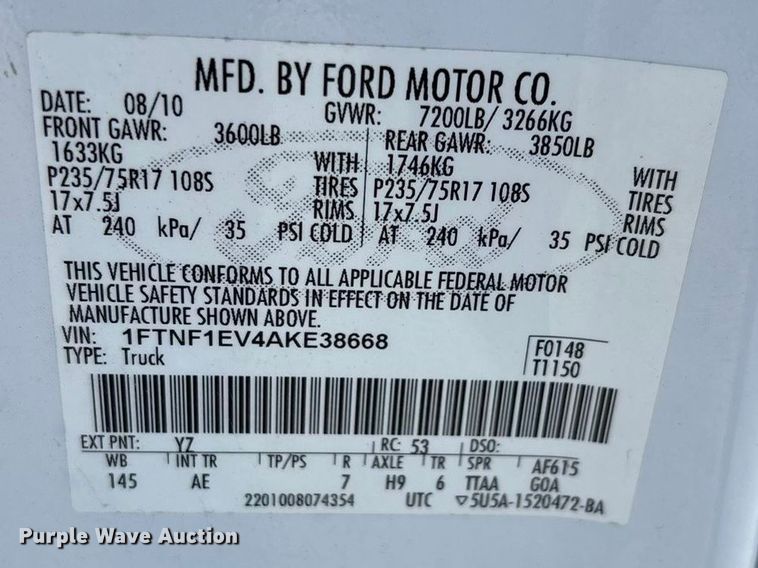 MFD. BY FORD MOTOR CO.
DATE: 08/10 GVWR: 7200LB/ 3266KG
FRONT GAWR: 3600LB REAR GAWR: 3850LB
1633KG WITH 1746KG WITH
P235/75R17 108S TIRES P235/75R17 108S TIRES
17x7.5J RIMS 17x7.5J RIMS
AT 240 kPa/ 35 PSI COLD AT 240 kPa/ 35 PSI COLD
Ford
THIS VEHICLE CONFORMS TO ALL APPLICABLE FEDERAL MOTOR
VEHICLE SAFETY STANDARDS IN EFFECT ON THE DATE OF
MANUFACTURE SHOWN ABOVE.
VIN: 1FTNF1EV4AKE38668 F0148
TYPE: Truck T1150
EXT PNT: YZ RC: 53 DSO:
WB INT TR TP/PS R AXLE TR SPR AF615
145 AE 7 H9 6 TTAA GOA
2201008074354 UTC ▽5U5A-1520472-BA
Purple Wave Auction